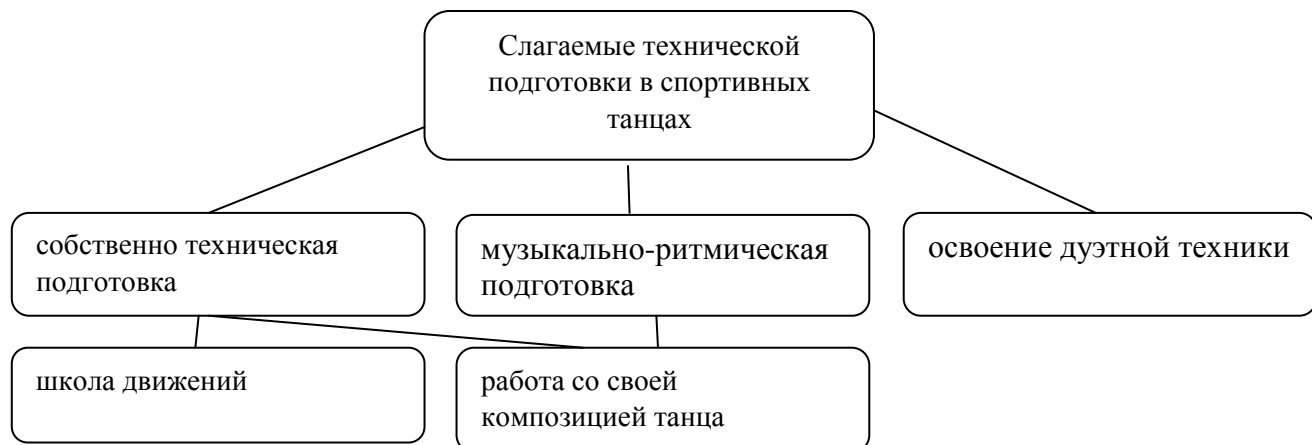 Слагаемые технической
подготовки в спортивных
танцах
собственно техническая
подготовка
музыкально-ритмическая
подготовка
освоение дуэтной техники
школа движений
работа со своей
композицией танца